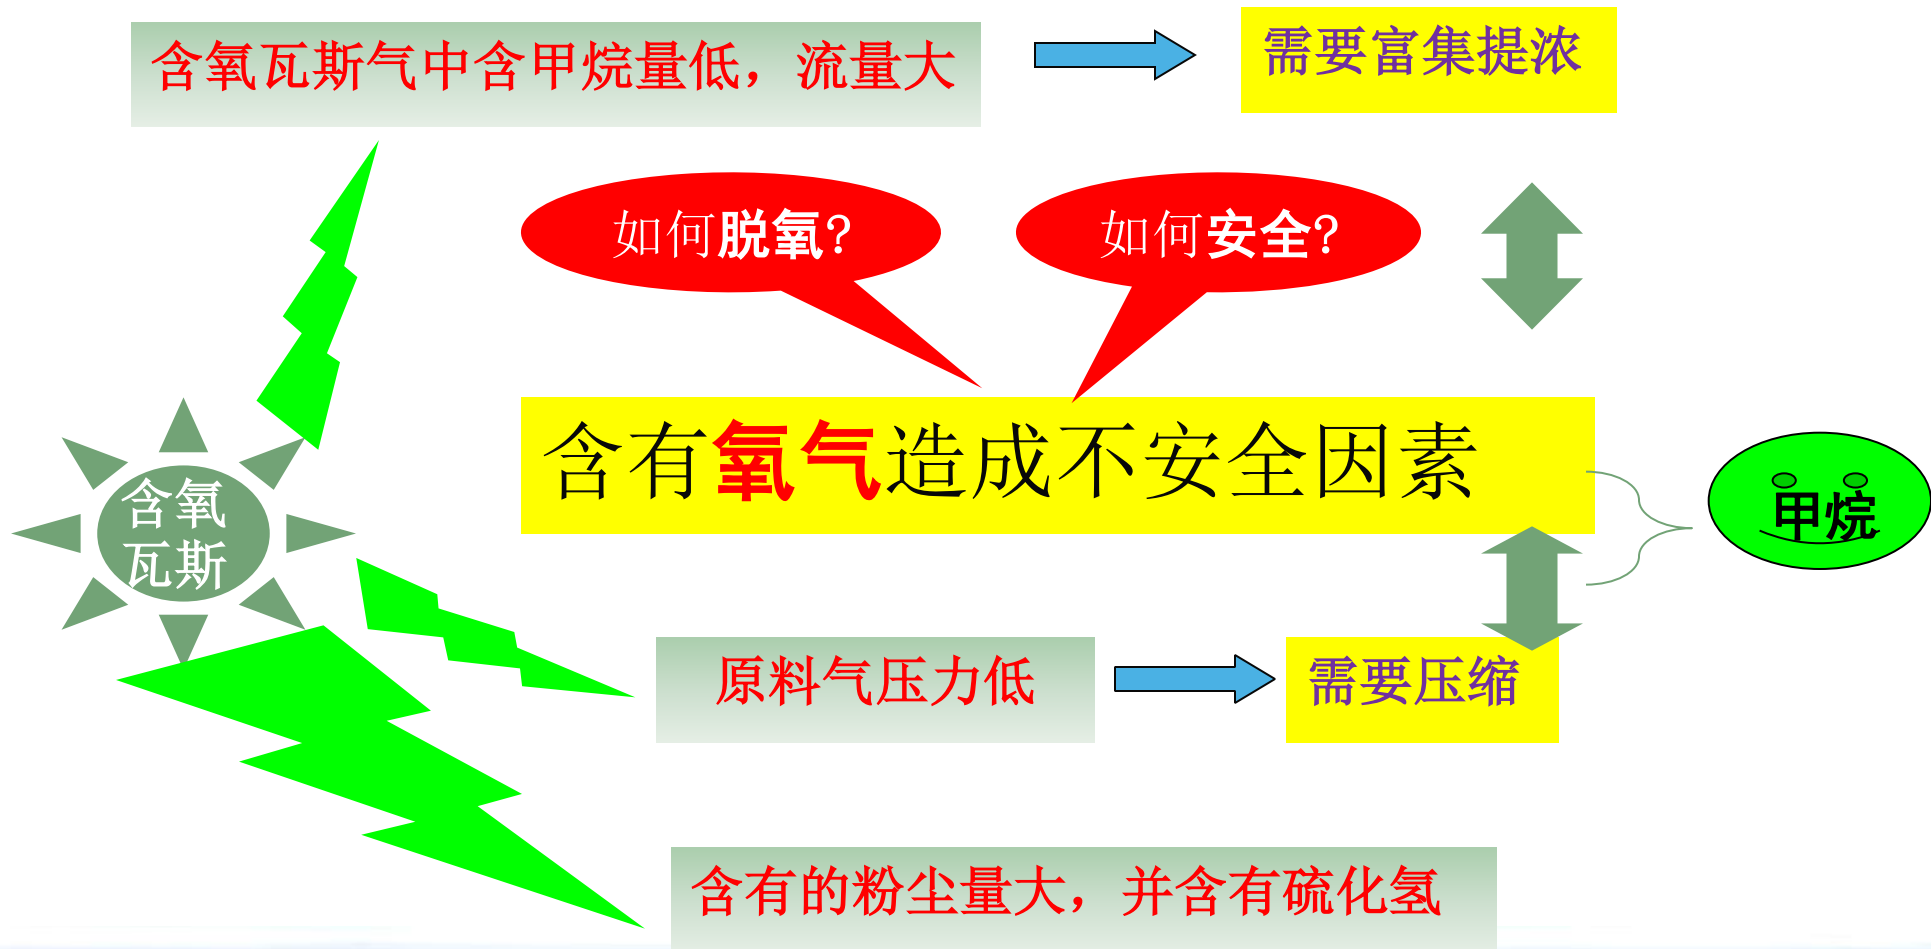 含氧瓦斯气中含甲烷量低，流量大
需要富集提浓
如何脱氧？
如何安全？
含有氧气造成不安全因素
含氧
瓦斯
甲烷
原料气压力低
需要压缩
含有的粉尘量大，并含有硫化氢